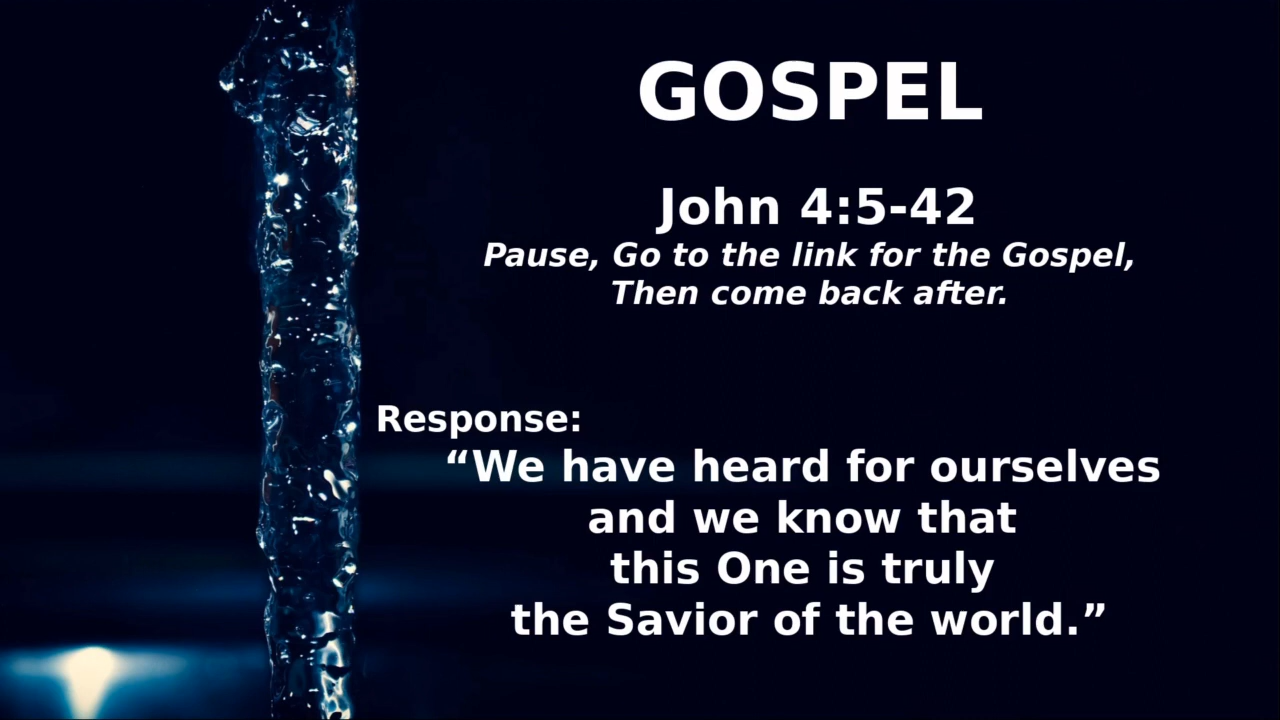 GOSPEL
John 4:5-42
Pause, Go to the link for the Gospel,
Then come back after.
Response:
“We have heard for ourselves
and we know that
this One is truly
the Savior of the world.”